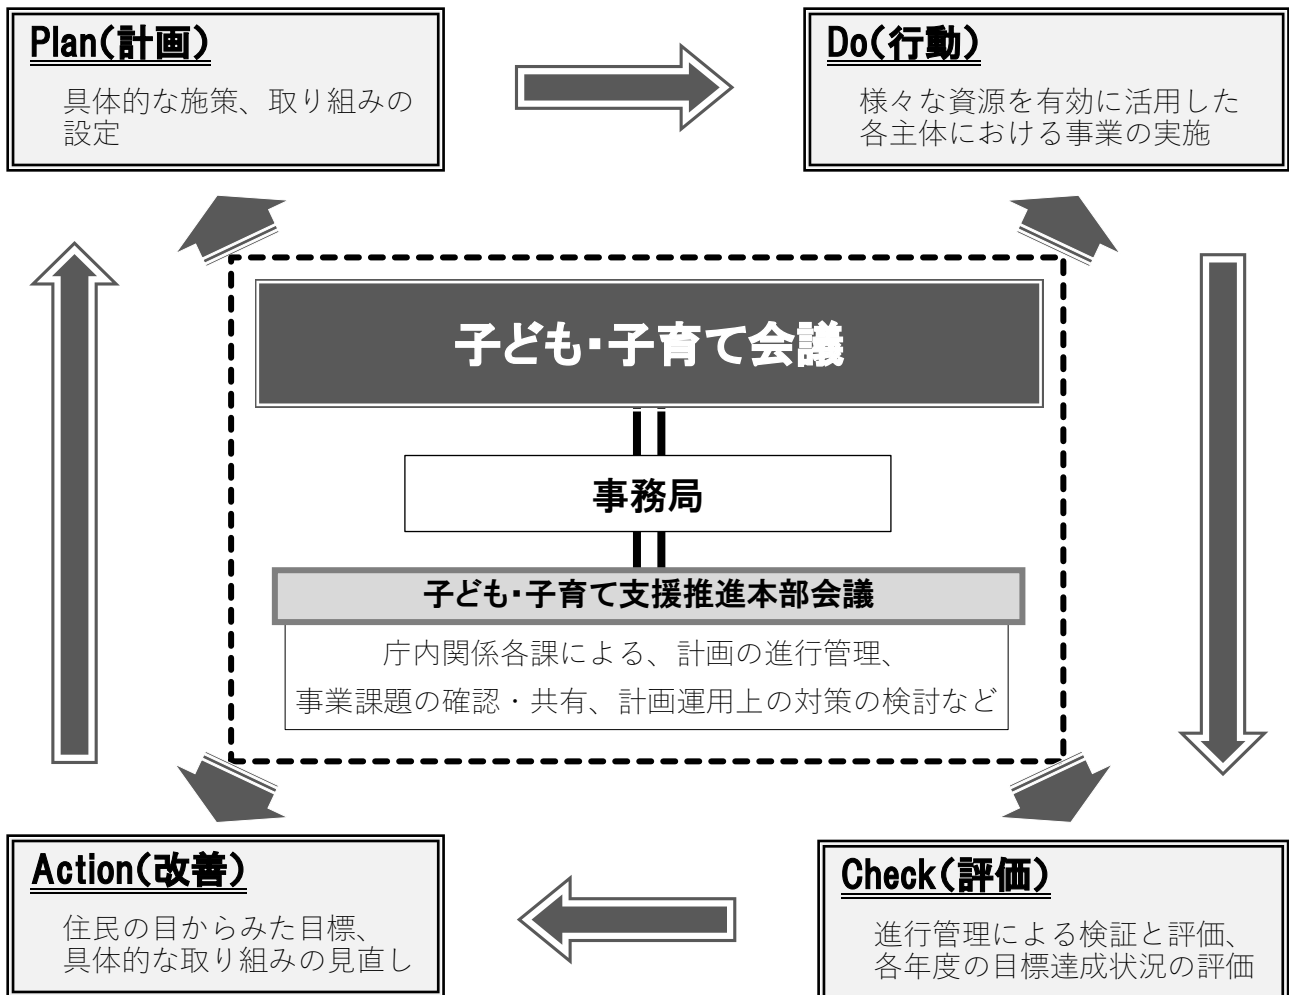 Plan(計画)
具体的な施策、取り組みの
設定
Do(行動)
様々な資源を有効に活用した
各主体における事業の実施
子ども・子育て会議
事務局
子ども・子育て支援推進本部会議
庁内関係各課による、計画の進行管理、
事業課題の確認・共有、計画運用上の対策の検討など
Action(改善)
住民の目からみた目標、
具体的な取り組みの見直し
Check(評価)
進行管理による検証と評価、
各年度の目標達成状況の評価